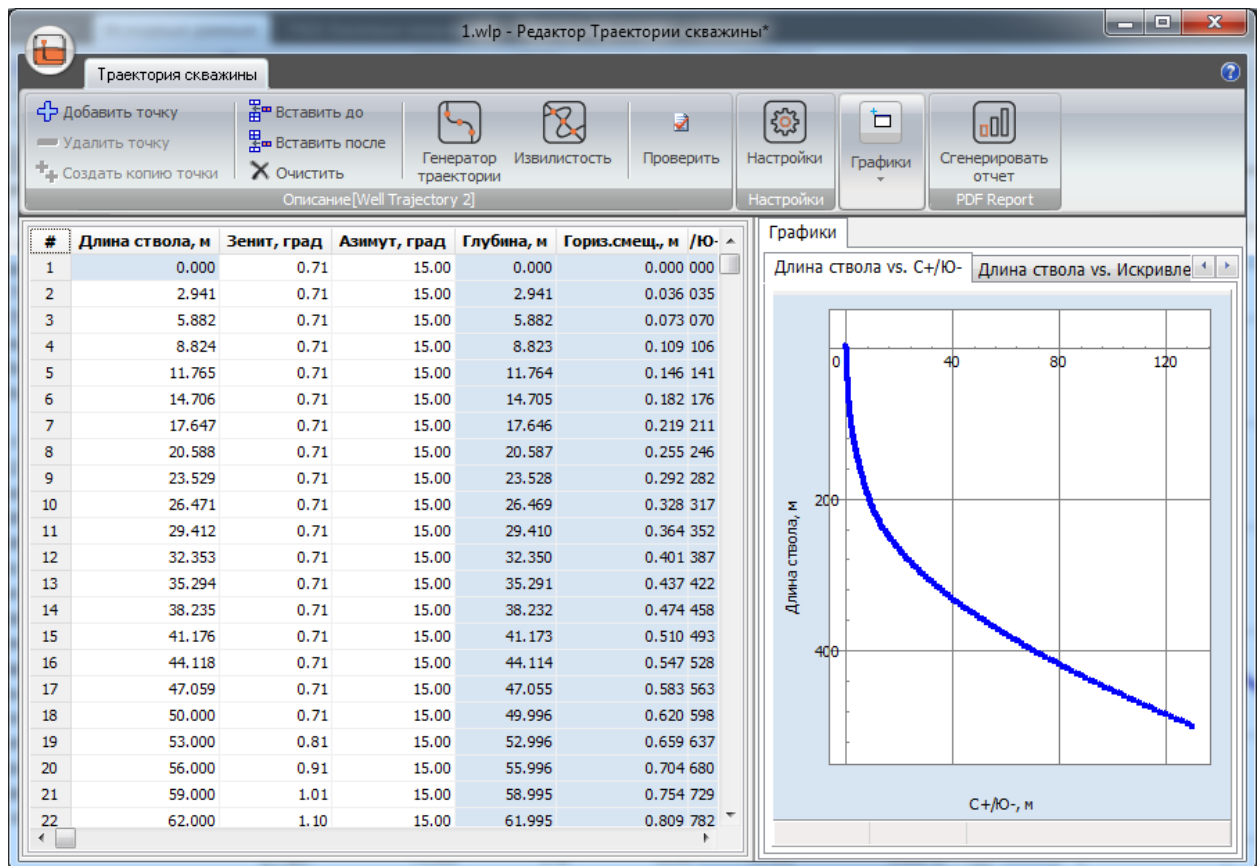 1.wlp - Редактор Траектории скважины*
Траектория скважины
Добавить точку
Удалить точку
Создать копию точки
Вставить до
Вставить после
Очистить
Генератор траектории
Извилистость
Проверить
Описание[Well Trajectory 2]
Настройки
Настройки
Графики
Сгенерировать отчет
PDF Report
# Длина ствола, м Зенит, град Азимут, град Глубина, м Гориз.смещ., м /Ю-
1 0.000 0.71 15.00 0.000 0.000 000
2 2.941 0.71 15.00 2.941 0.036 035
3 5.882 0.71 15.00 5.882 0.073 070
4 8.824 0.71 15.00 8.823 0.109 106
5 11.765 0.71 15.00 11.764 0.146 141
6 14.706 0.71 15.00 14.705 0.182 176
7 17.647 0.71 15.00 17.646 0.219 211
8 20.588 0.71 15.00 20.587 0.255 246
9 23.529 0.71 15.00 23.528 0.292 282
10 26.471 0.71 15.00 26.469 0.328 317
11 29.412 0.71 15.00 29.410 0.364 352
12 32.353 0.71 15.00 32.350 0.401 387
13 35.294 0.71 15.00 35.291 0.437 422
14 38.235 0.71 15.00 38.232 0.474 458
15 41.176 0.71 15.00 41.173 0.510 493
16 44.118 0.71 15.00 44.114 0.547 528
17 47.059 0.71 15.00 47.055 0.583 563
18 50.000 0.71 15.00 49.996 0.620 598
19 53.000 0.81 15.00 52.996 0.659 637
20 56.000 0.91 15.00 55.996 0.704 680
21 59.000 1.01 15.00 58.995 0.754 729
22 62.000 1.10 15.00 61.995 0.809 782
Графики
Длина ствола vs. С+/Ю- Длина ствола vs. Искривле
0 40 80 120
200
400
Длина ствола, м
С+/Ю-, м